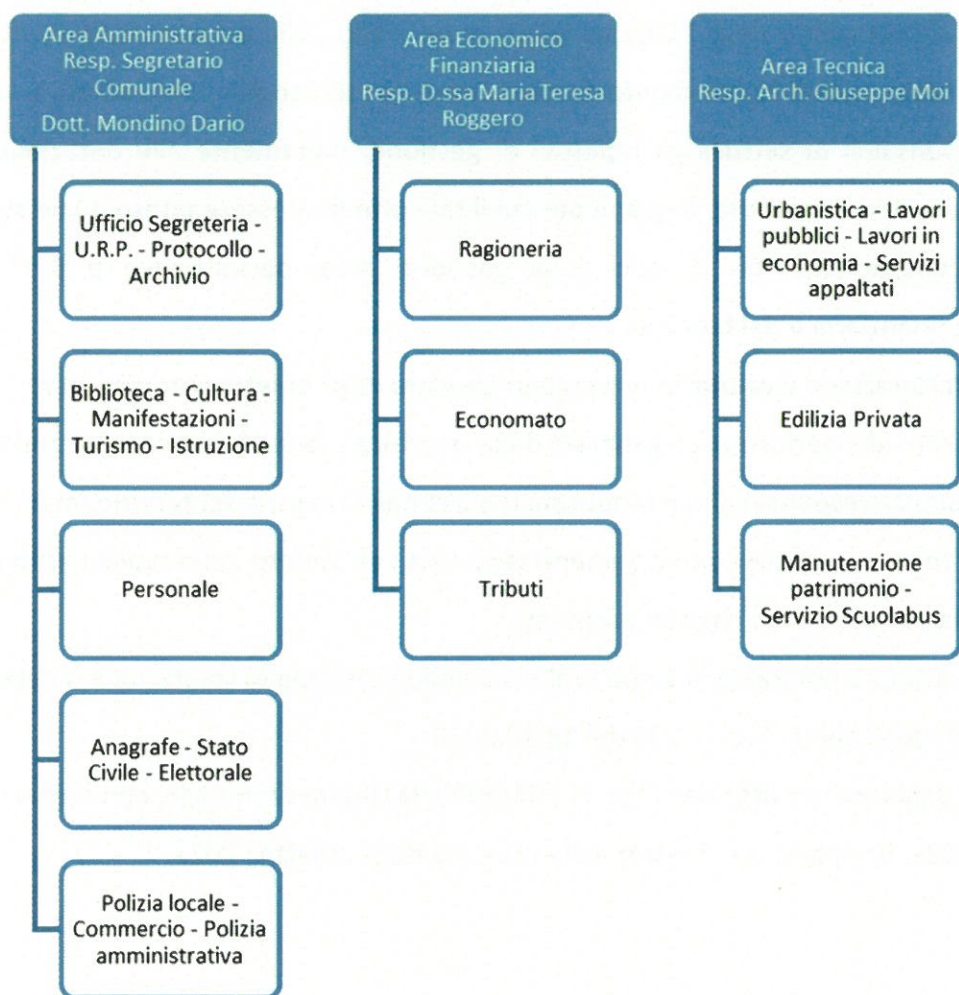 Area Amministrativa
Resp. Segretario
Comunale
Dott. Mondino Dario
Ufficio Segreteria -
U.R.P. - Protocollo -
Archivio
Biblioteca - Cultura -
Manifestazioni -
Turismo - Istruzione
Personale
Anagrafe - Stato
Civile - Elettorale
Polizia locale -
Commercio - Polizia
amministrativa
Area Economico
Finanziaria
Resp. D.ssa Maria Teresa
Roggero
Ragioneria
Economato
Tributi
Area Tecnica
Resp. Arch. Giuseppe Moi
Urbanistica - Lavori
pubblici - Lavori in
economia - Servizi
appaltati
Edilizia Privata
Manutenzione
patrimonio -
Servizio Scuolabus